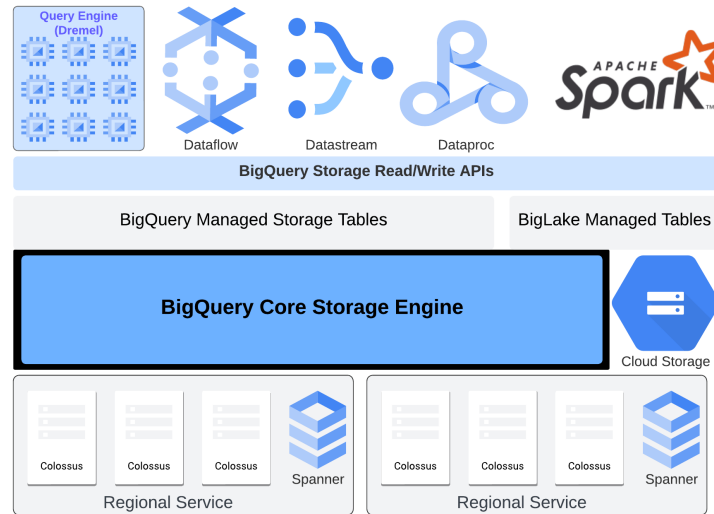 Query Engine
(Dremel)
APACHE
Spark™
Dataflow
Datastream
Dataproc
BigQuery Storage Read/Write APIs
BigQuery Managed Storage Tables
BigLake Managed Tables
BigQuery Core Storage Engine
Cloud Storage
Colossus
Colossus
Colossus
Spanner
Regional Service
Colossus
Colossus
Colossus
Spanner
Regional Service